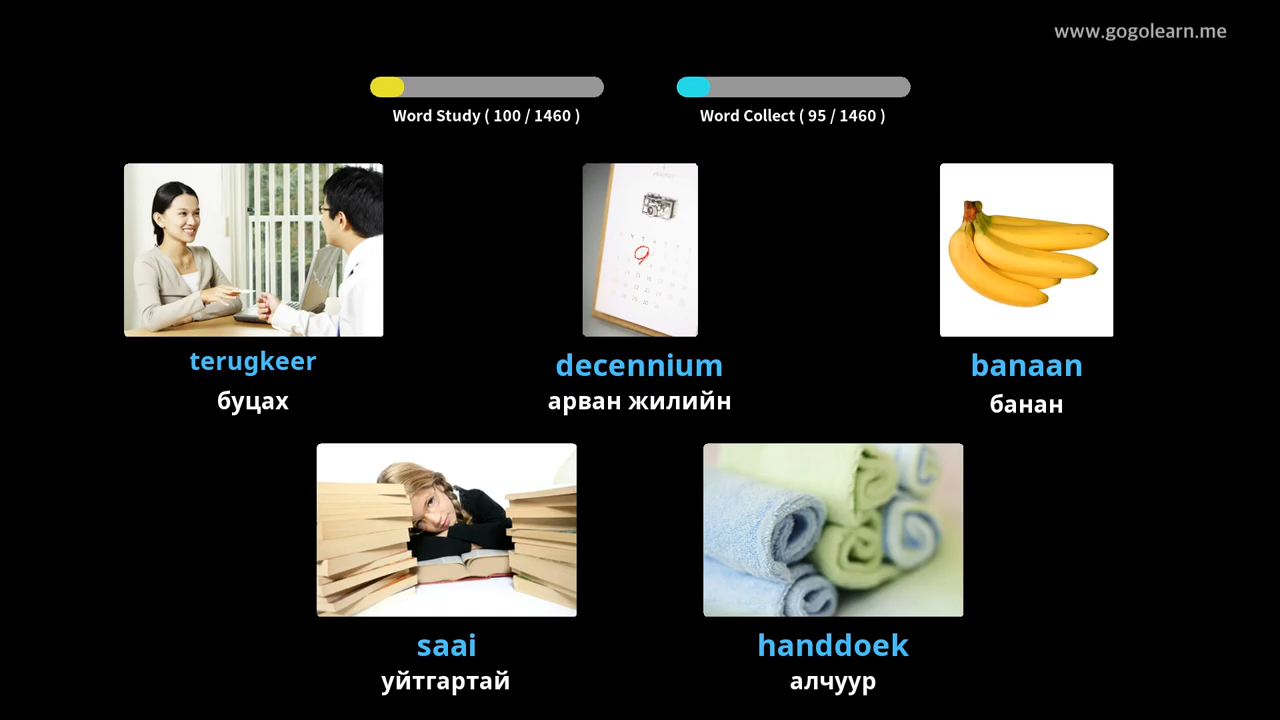 www.gogolearn.me
Word Study ( 100 / 1460 )
Word Collect ( 95 / 1460 )
terugkeer
буцах
decennium
арван жилийн
banaan
банан
saai
уйтгартай
handdoek
алчуур